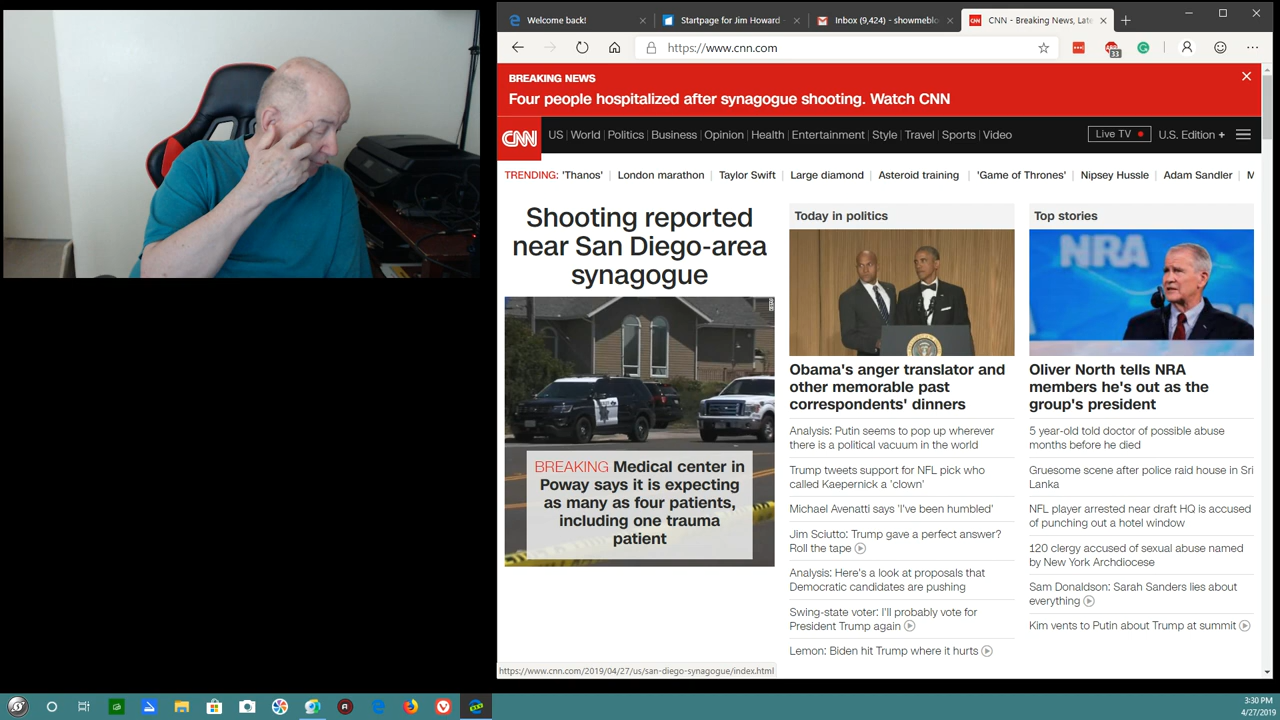 Welcome back!
Startpage for Jim Howard -
Inbox (9,424) - showmeblo
CNN - Breaking News, Late
https://www.cnn.com
33
BREAKING NEWS
Four people hospitalized after synagogue shooting. Watch CNN
CNN
US
World
Politics
Business
Opinion
Health
Entertainment
Style
Travel
Sports
Video
Live TV
U.S. Edition +
TRENDING:
'Thanos'
London marathon
Taylor Swift
Large diamond
Asteroid training
'Game of Thrones'
Nipsey Hussle
Adam Sandler
M
Shooting reported
near San Diego-area
synagogue
BREAKING Medical center in
Poway says it is expecting
as many as four patients,
including one trauma
patient
Today in politics
Obama's anger translator and
other memorable past
correspondents' dinners
Analysis: Putin seems to pop up wherever
there is a political vacuum in the world
Trump tweets support for NFL pick who
called Kaepernick a 'clown'
Michael Avenatti says 'I've been humbled'
Jim Sciutto: Trump gave a perfect answer?
Roll the tape
Analysis: Here's a look at proposals that
Democratic candidates are pushing
Swing-state voter: I'll probably vote for
President Trump again
Lemon: Biden hit Trump where it hurts
Top stories
NRA
Oliver North tells NRA
members he's out as the
group's president
5 year-old told doctor of possible abuse
months before he died
Gruesome scene after police raid house in Sri
Lanka
NFL player arrested near draft HQ is accused
of punching out a hotel window
120 clergy accused of sexual abuse named
by New York Archdiocese
Sam Donaldson: Sarah Sanders lies about
everything
Kim vents to Putin about Trump at summit
https://www.cnn.com/2019/04/27/us/san-diego-synagogue/index.html
3:30 PM
4/27/2019